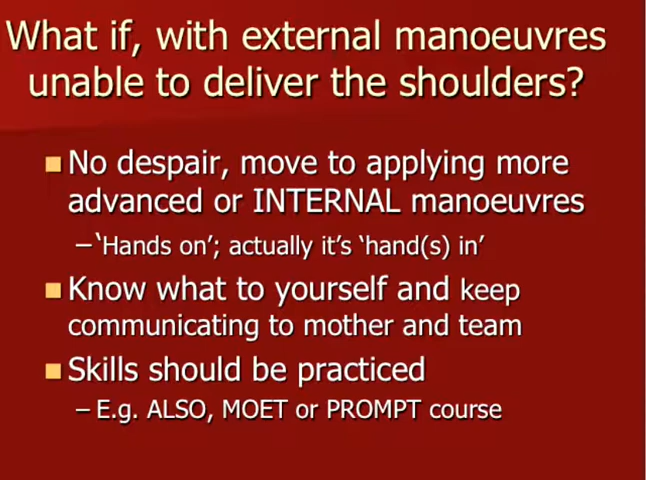 What if, with external manoeuvres
unable to deliver the shoulders?
No despair, move to applying more
advanced or INTERNAL manoeuvres
–‘Hands on’; actually it’s ‘hand(s) in’
Know what to yourself and keep
communicating to mother and team
Skills should be practiced
– E.g. ALSO, MOET or PROMPT course